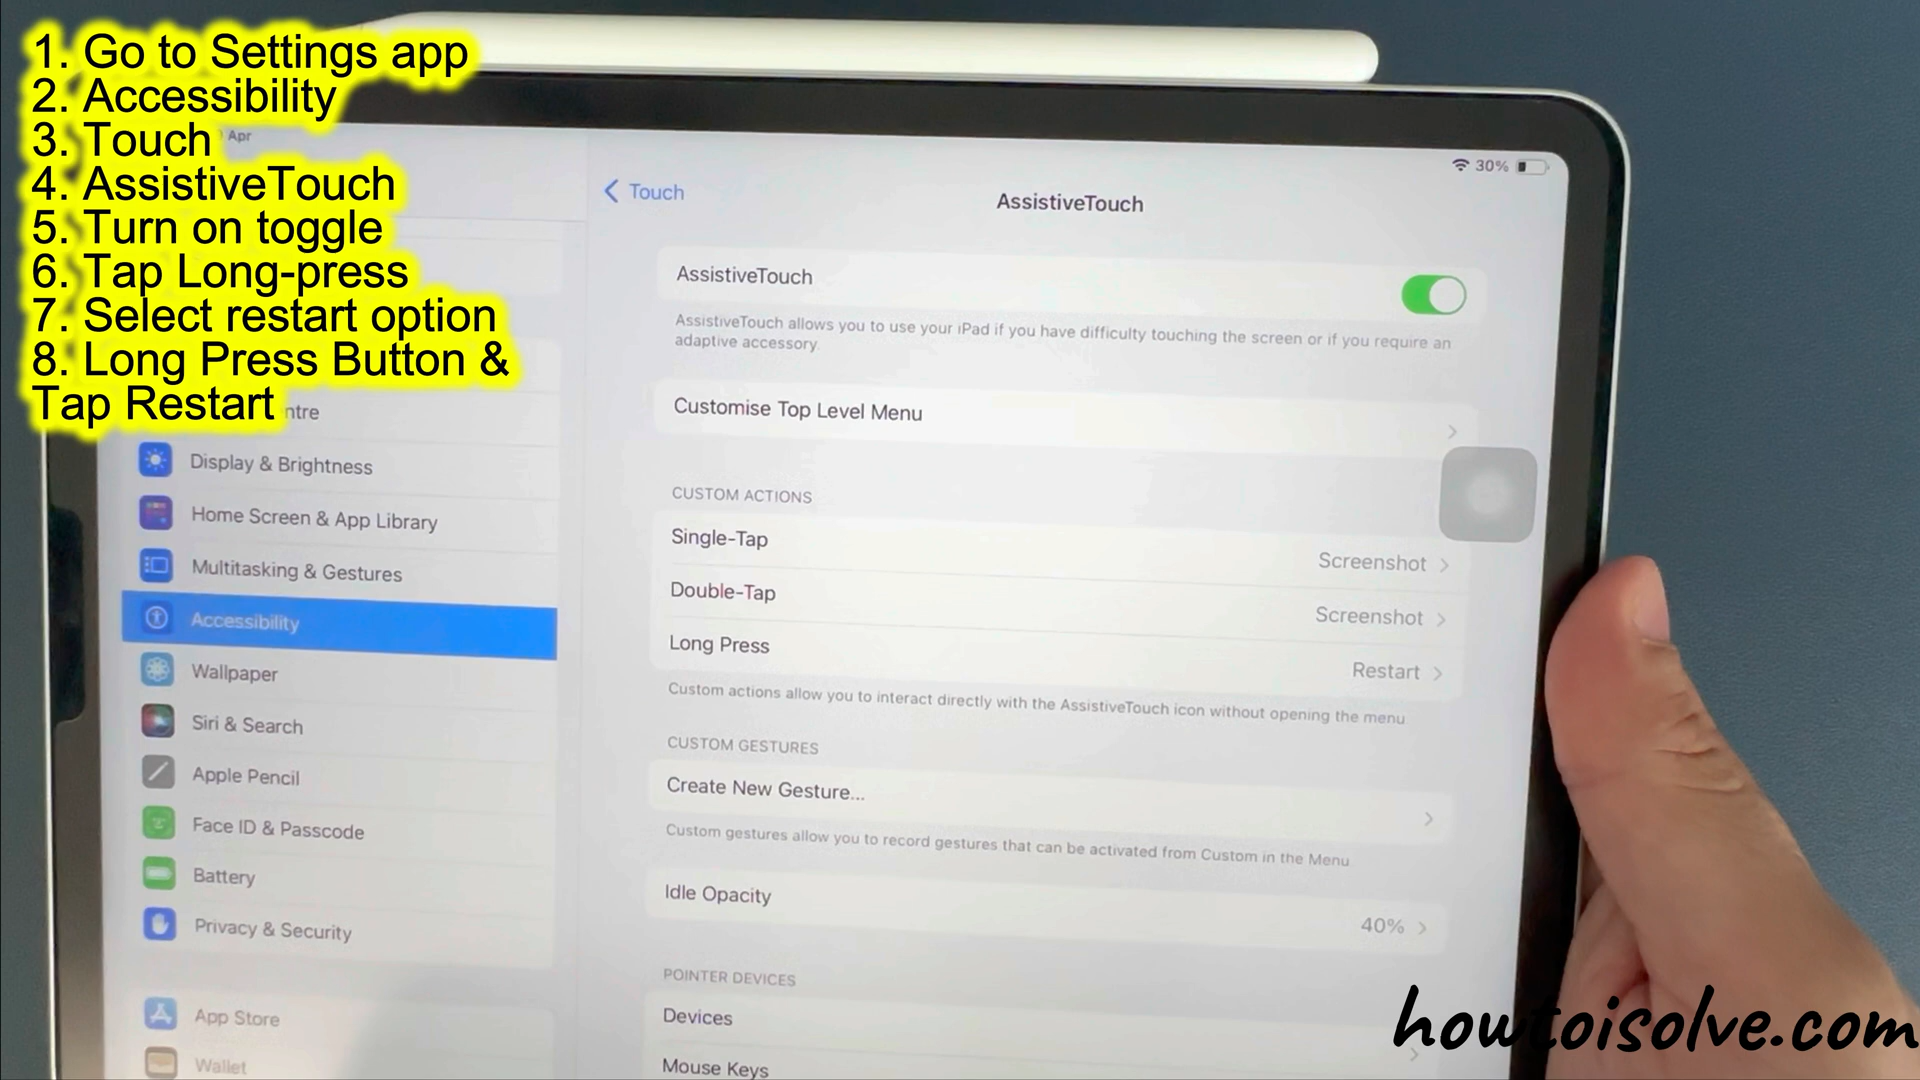 1. Go to Settings app
2. Accessibility
3. Touch
4. AssistiveTouch
5. Turn on toggle
6. Tap Long-press
7. Select restart option
8. Long Press Button &
Tap Restart
Apr
30%
Touch
AssistiveTouch
AssistiveTouch
AssistiveTouch allows you to use your iPad if you have difficulty touching the screen or if you require an
adaptive accessory
Customise Top Level Menu
CUSTOM ACTIONS
Single-Tap
Screenshot
Double-Tap
Screenshot
Long Press
Restart
Custom actions allow you to interact directly with the AssistiveTouch icon without opening the menu
CUSTOM GESTURES
Create New Gesture...
Custom gestures allow you to record gestures that can be activated from Custom in the Menu
Idle Opacity
40%
POINTER DEVICES
Devices
Mouse Keys
ntre
Display & Brightness
Home Screen & App Library
Multitasking & Gestures
Accessibility
Wallpaper
Siri & Search
Apple Pencil
Face ID & Passcode
Battery
Privacy & Security
App Store
Wallet
howtoisolve.com